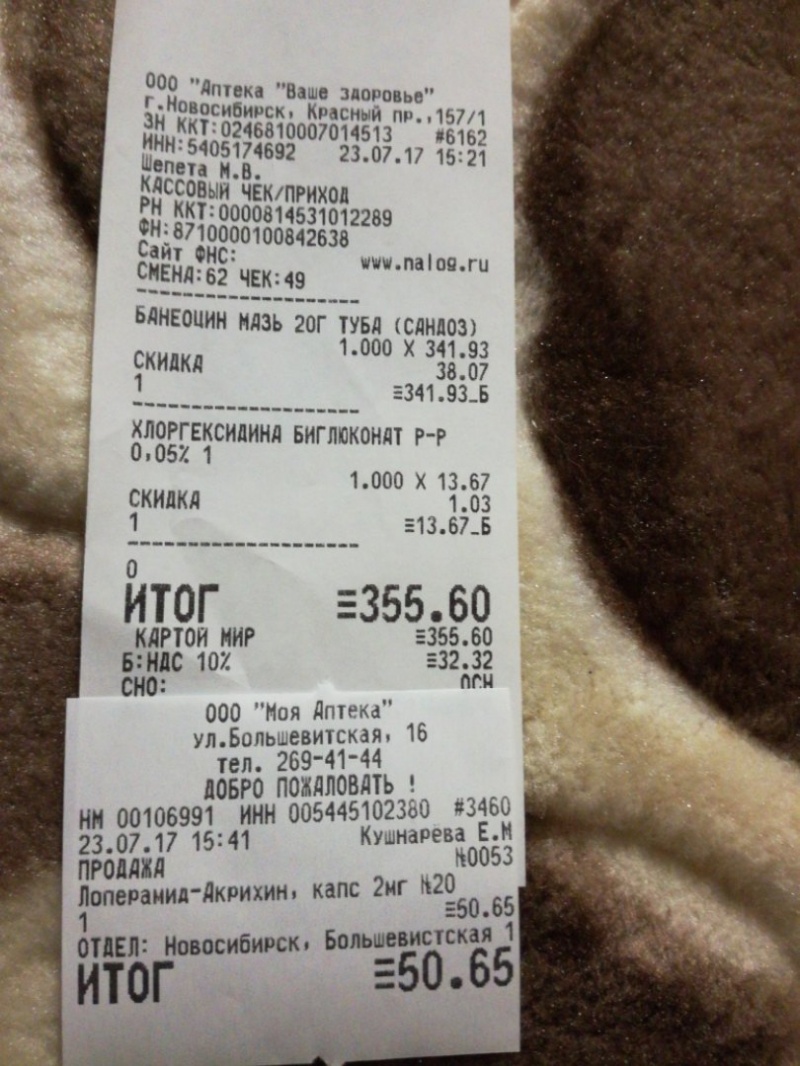 ООО "Аптека "Ваше здоровье"
г.Новосибирск, Красный пр.,157/1
ЗН ККТ:0246810007014513 #6162
ИНН:5405174692 23.07.17 15:21
Шепета М.В.
КАССОВЫЙ ЧЕК/ПРИХОД
РН ККТ:0000814531012289
ФН:8710000100842638
Сайт ФНС: www.nalog.ru
СМЕНА:62 ЧЕК:49
--------------------
БАНЕОЦИН МАЗЬ 20Г ТУБА (САНДОЗ)
1.000 X 341.93
СКИДКА 38.07
1 ≡341.93_Б
--------------------
ХЛОРГЕКСИДИНА БИГЛЮКОНАТ Р-Р
0,05% 1
1.000 X 13.67
СКИДКА 1.03
1 ≡13.67_Б
--------------------
0
ИТОГ ≡355.60
КАРТОЙ МИР ≡355.60
Б:НДС 10% ≡32.32
СНО: ОСН
ООО "Моя Аптека"
ул.Большевитская, 16
тел. 269-41-44
ДОБРО ПОЖАЛОВАТЬ !
НМ 00106991 ИНН 005445102380 #3460
23.07.17 15:41 Кушнарёва Е.М
ПРОДАЖА №0053
Лоперамид-Акрихин, капс 2мг №20
1 ≡50.65
ОТДЕЛ: Новосибирск, Большевистская 1
ИТОГ ≡50.65